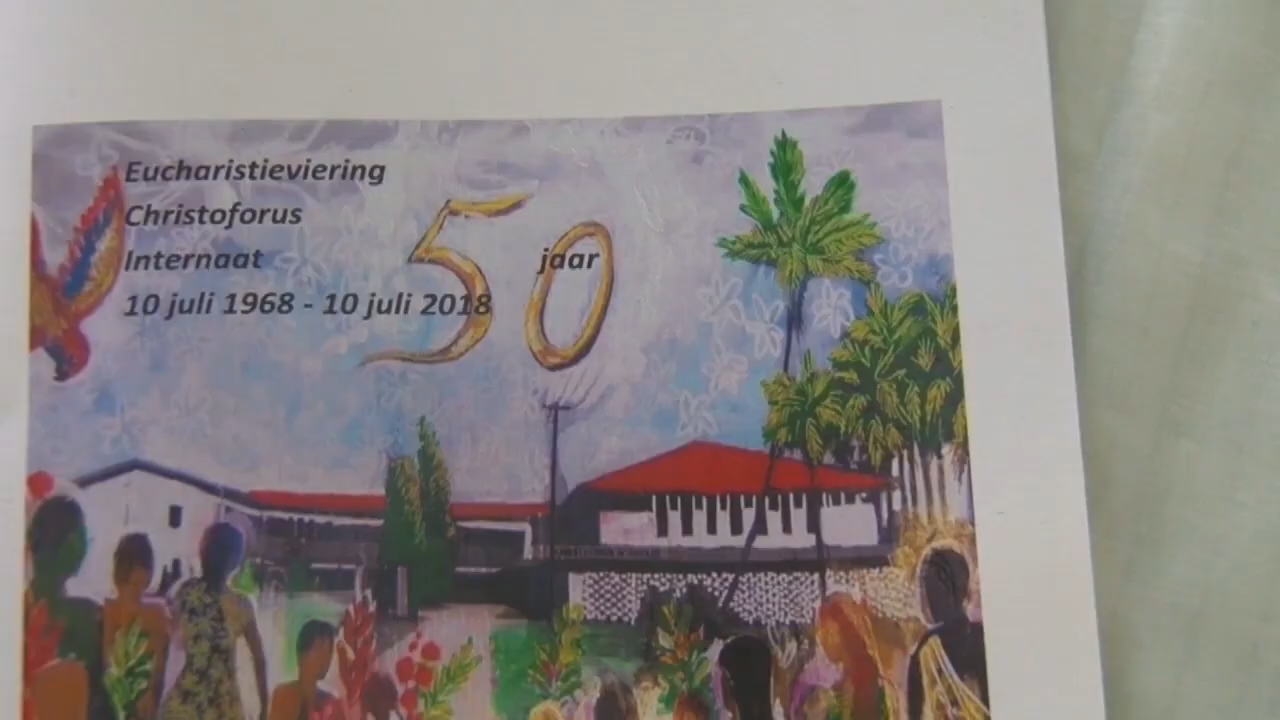 Eucharistieviering
Christoforus
Internaat
50 jaar
10 juli 1968 - 10 juli 2018